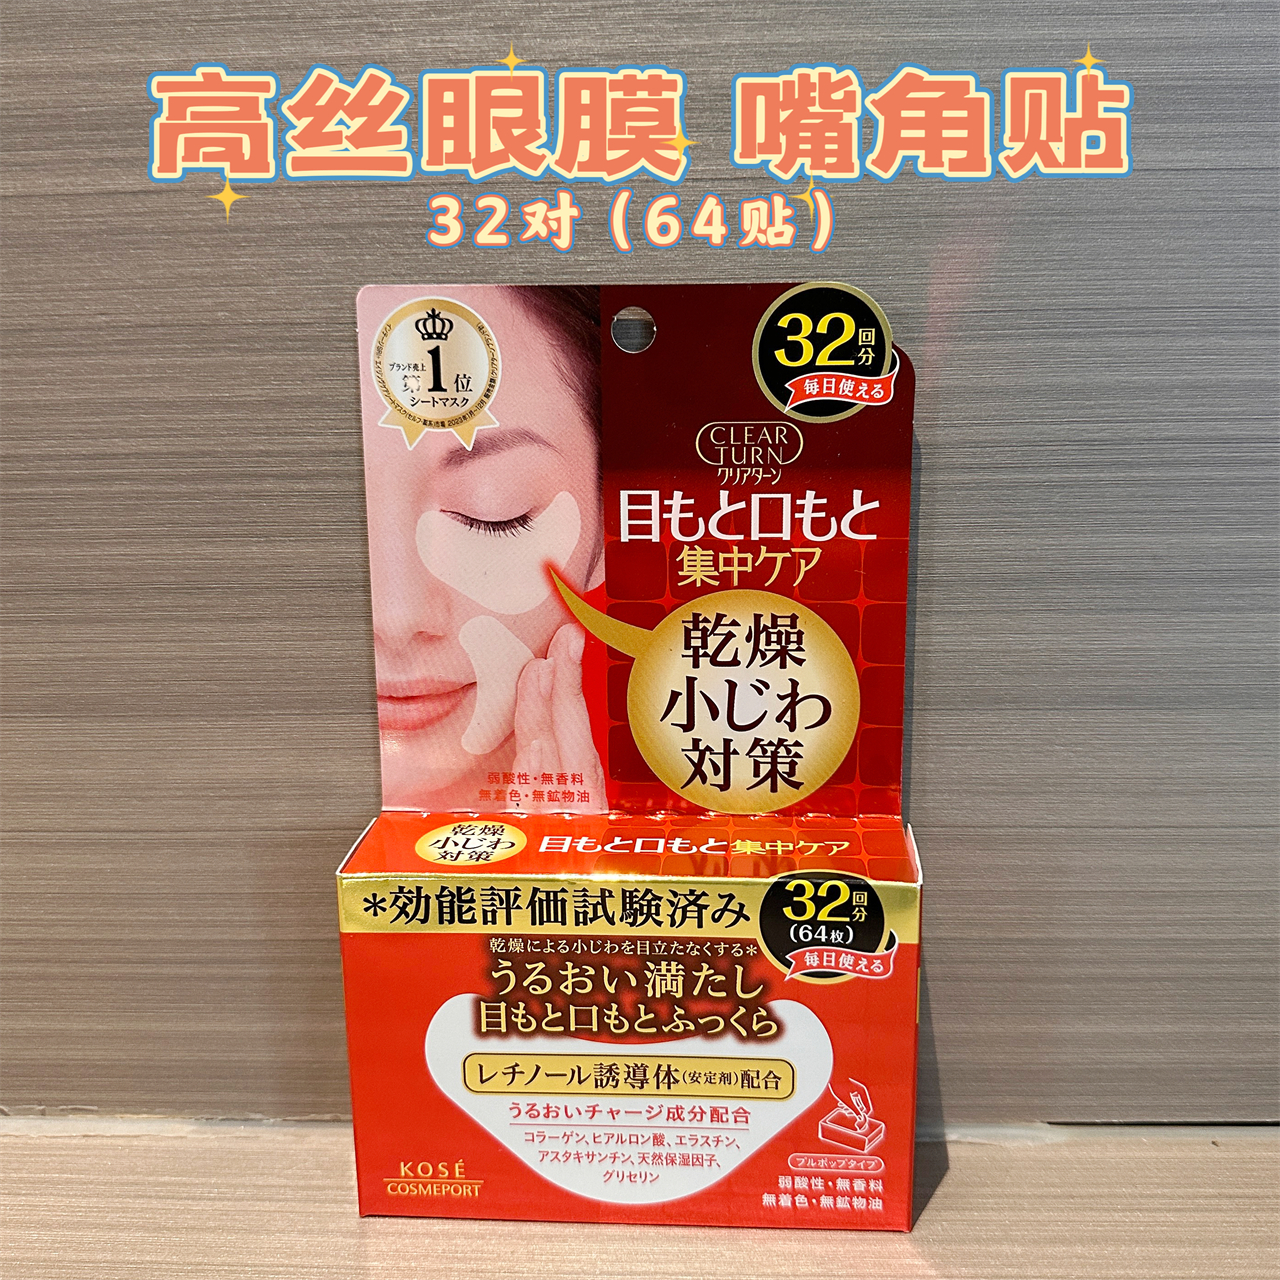 高丝眼膜 嘴角贴
32对（64贴）
ブランド売上
第1位
シートマスク
32回分
毎日使える
CLEAR
TURN
クリアターン
目もと口もと
集中ケア
乾燥
小じわ
対策
弱酸性・無香料
無着色・無鉱物油
乾燥
小じわ
対策
目もと口もと集中ケア
*効能評価試験済み
32回分
(64枚)
毎日使える
乾燥による小じわを目立たなくする*
うるおい満たし
目もと口もとふっくら
レチノール誘導体(安定剤)配合
うるおいチャージ成分配合
コラーゲン、ヒアルロン酸、エラスチン、
アスタキサンチン、天然保湿因子、
グリセリン
プルポップタイプ
弱酸性・無香料
無着色・無鉱物油
KOSÉ
COSMEPORT